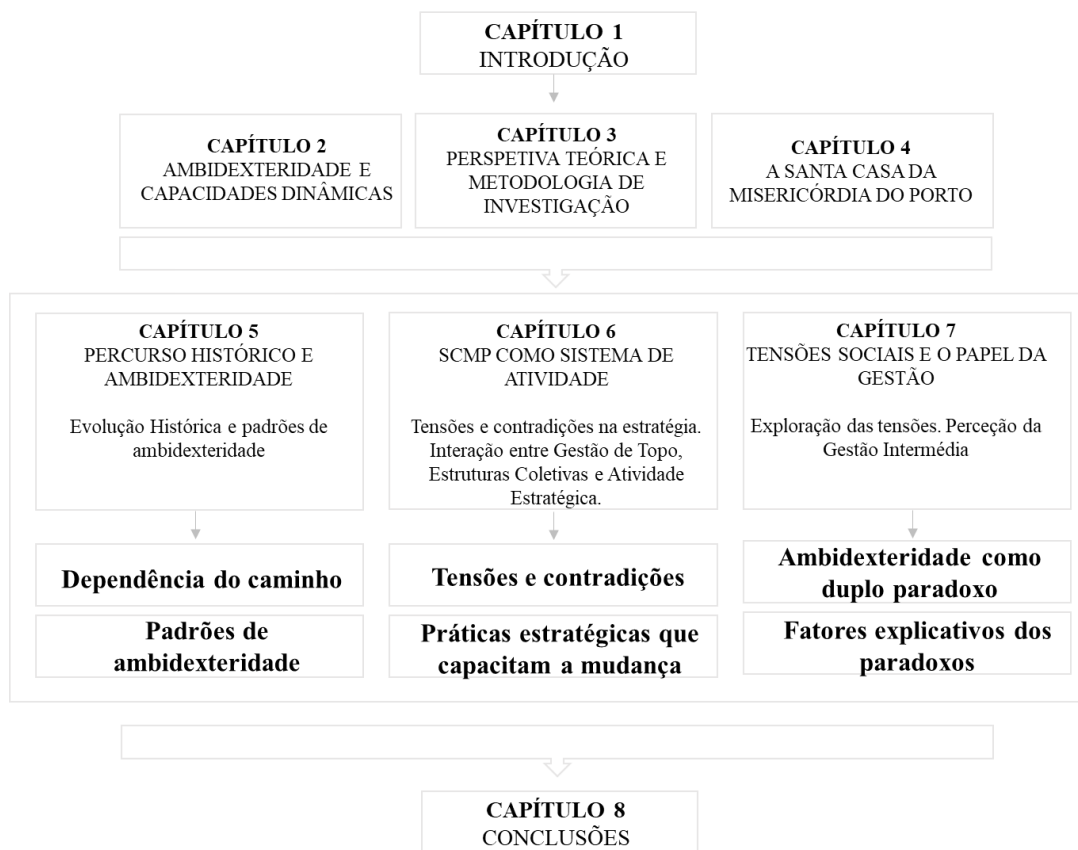 CAPÍTULO 1
INTRODUÇÃO
CAPÍTULO 2
AMBIDEXTERIDADE E
CAPACIDADES DINÂMICAS
CAPÍTULO 3
PERSPETIVA TEÓRICA E
METODOLOGIA DE
INVESTIGAÇÃO
CAPÍTULO 4
A SANTA CASA DA
MISERICÓRDIA DO PORTO
CAPÍTULO 5
PERCURSO HISTÓRICO E
AMBIDEXTERIDADE
Evolução Histórica e padrões de
ambidexteridade
Dependência do caminho
Padrões de
ambidexteridade
CAPÍTULO 6
SCMP COMO SISTEMA DE
ATIVIDADE
Tensões e contradições na estratégia.
Interação entre Gestão de Topo,
Estruturas Coletivas e Atividade
Estratégica.
Tensões e contradições
Práticas estratégicas que
capacitam a mudança
CAPÍTULO 7
TENSÕES SOCIAIS E O PAPEL DA
GESTÃO
Exploração das tensões. Perceção da
Gestão Intermédia
Ambidexteridade como
duplo paradoxo
Fatores explicativos dos
paradoxos
CAPÍTULO 8
CONCLUSÕES